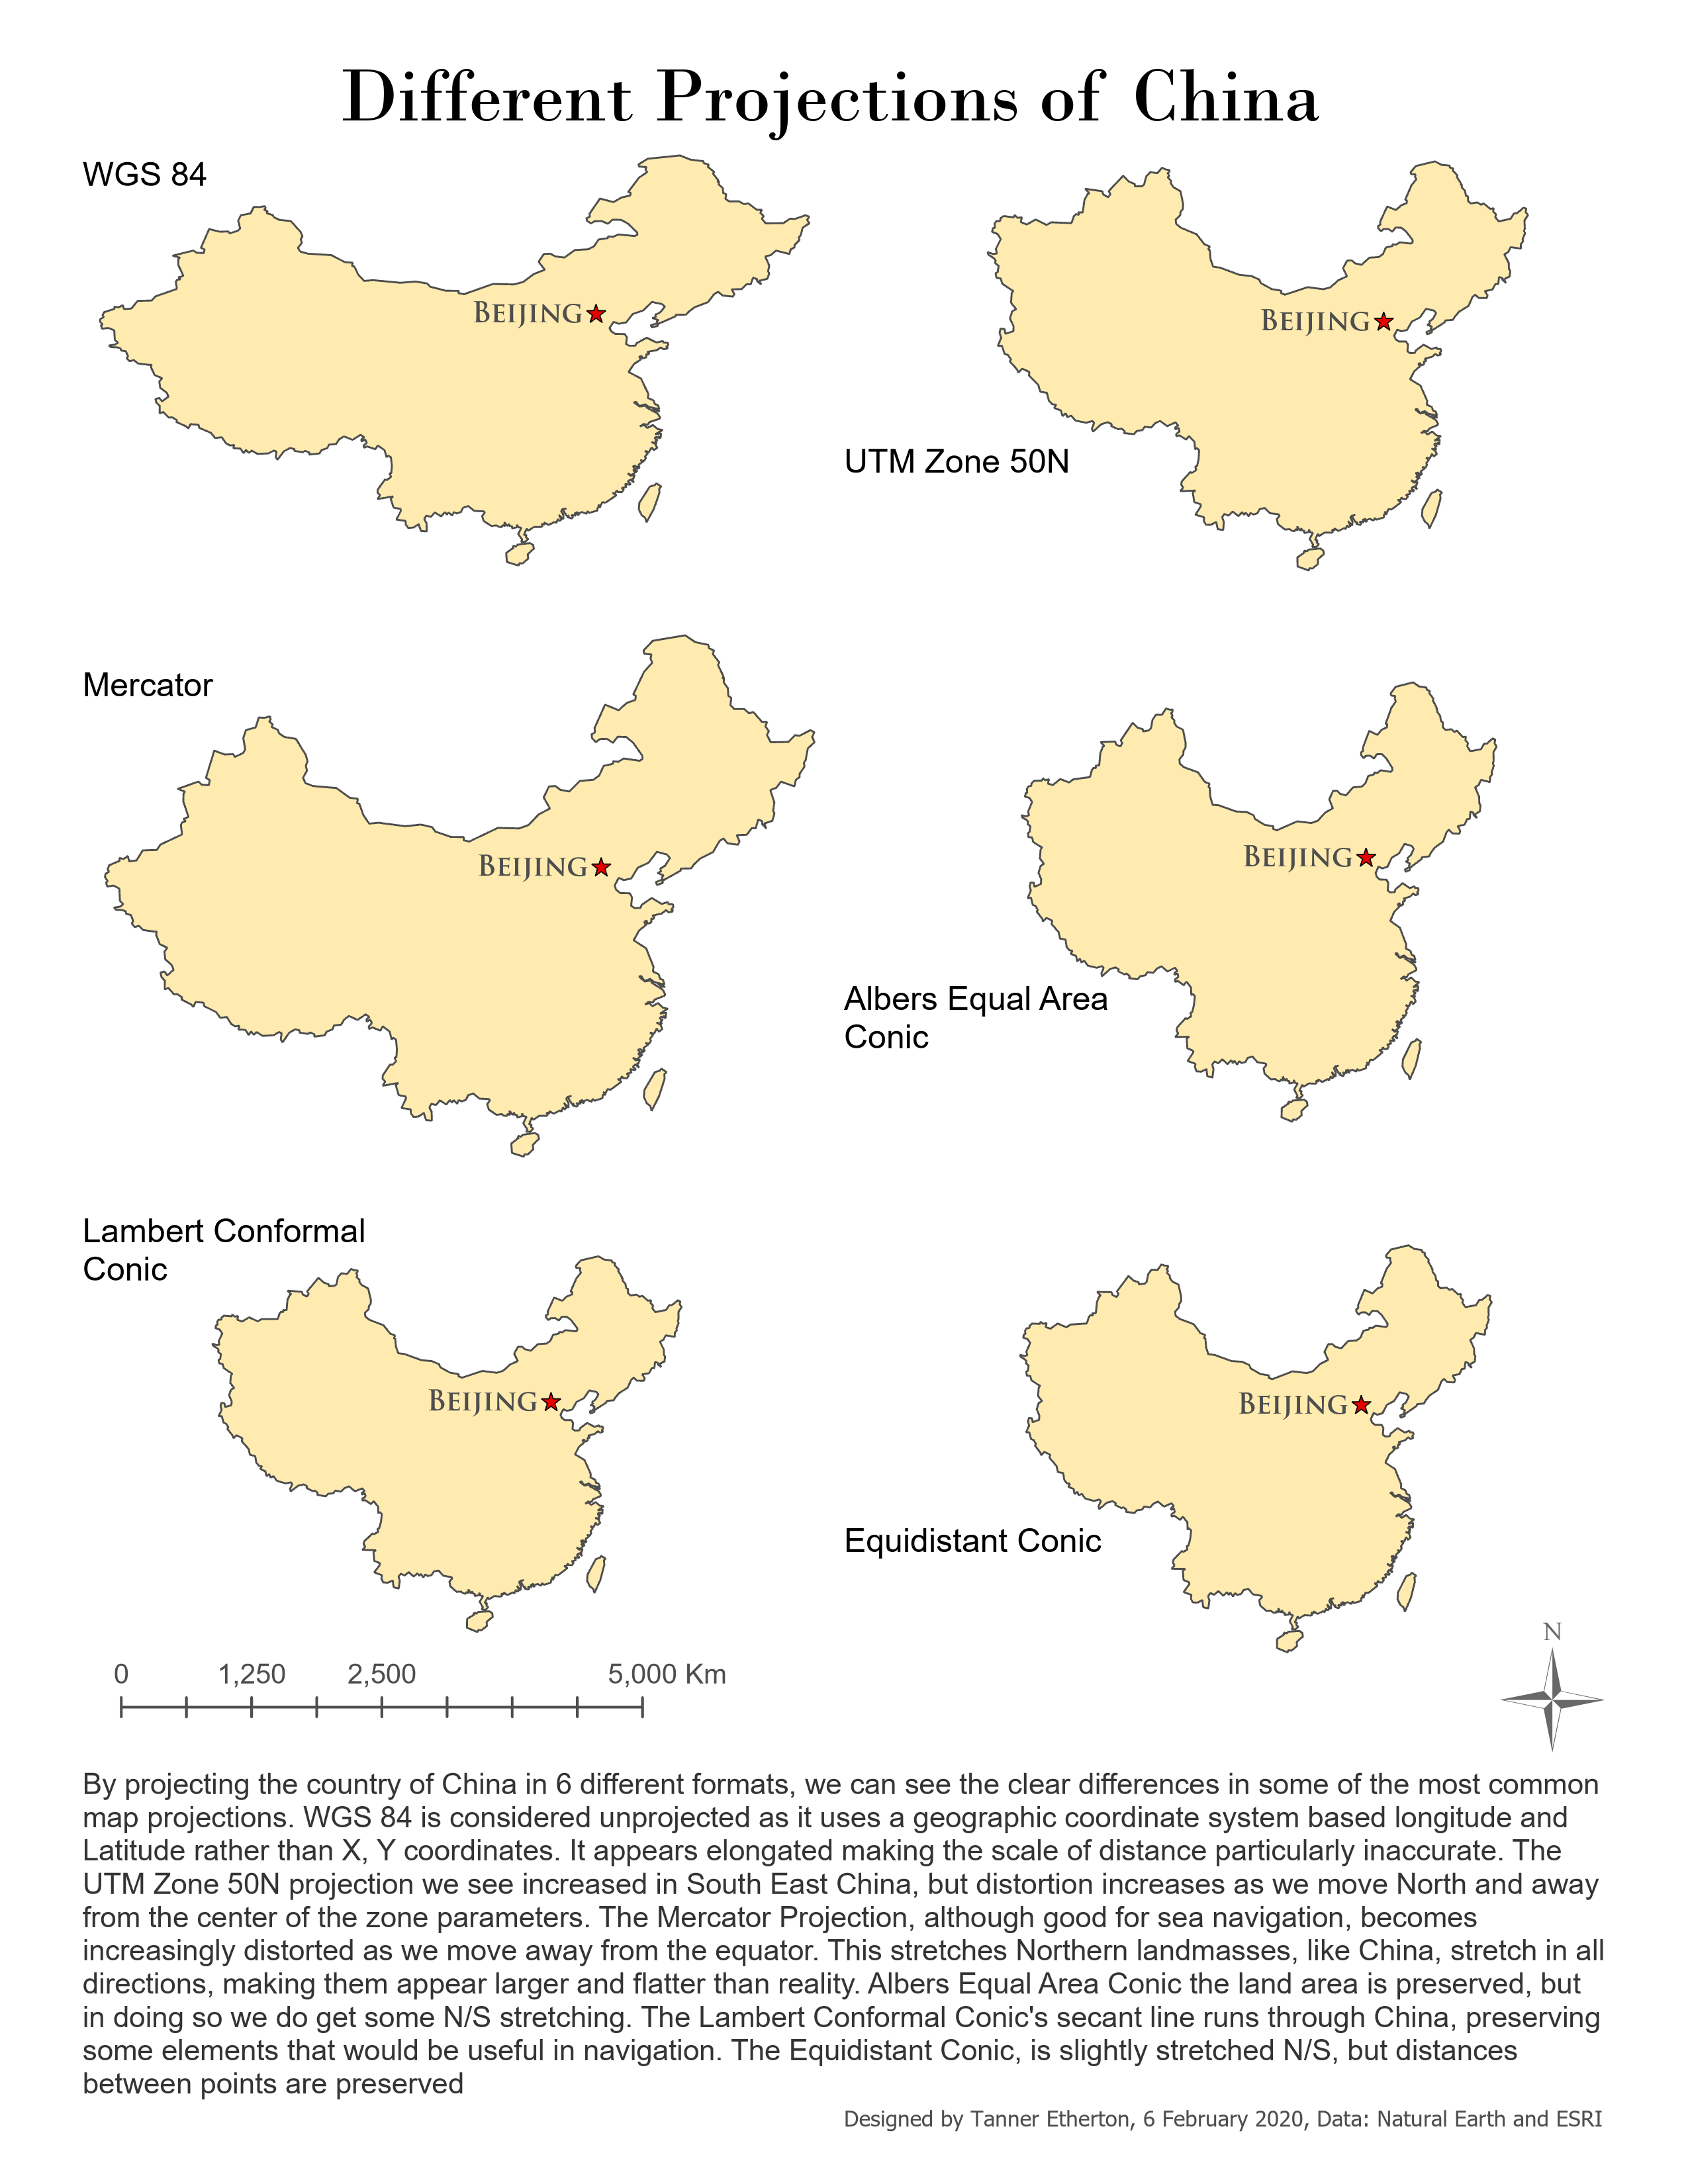 Different Projections of China
WGS 84
BEIJING
BEIJING
UTM Zone 50N
Mercator
BEIJING
BEIJING
Albers Equal Area
Conic
Lambert Conformal
Conic
BEIJING
BEIJING
Equidistant Conic
N
0 1,250 2,500 5,000 Km
By projecting the country of China in 6 different formats, we can see the clear differences in some of the most common
map projections. WGS 84 is considered unprojected as it uses a geographic coordinate system based longitude and
Latitude rather than X, Y coordinates. It appears elongated making the scale of distance particularly inaccurate. The
UTM Zone 50N projection we see increased in South East China, but distortion increases as we move North and away
from the center of the zone parameters. The Mercator Projection, although good for sea navigation, becomes
increasingly distorted as we move away from the equator. This stretches Northern landmasses, like China, stretch in all
directions, making them appear larger and flatter than reality. Albers Equal Area Conic the land area is preserved, but
in doing so we do get some N/S stretching. The Lambert Conformal Conic's secant line runs through China, preserving
some elements that would be useful in navigation. The Equidistant Conic, is slightly stretched N/S, but distances
between points are preserved
Designed by Tanner Etherton, 6 February 2020, Data: Natural Earth and ESRI